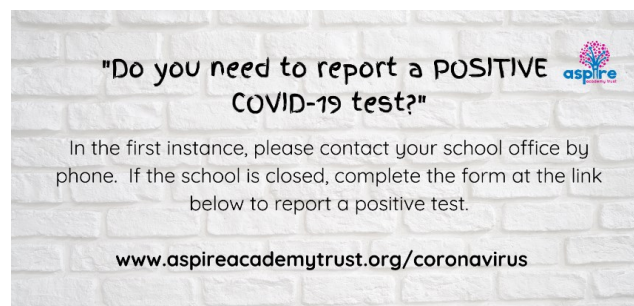 "Do you need to report a POSITIVE
COVID-19 test?"
aspire
academy trust
In the first instance, please contact your school office by
phone.  If the school is closed, complete the form at the link
below to report a positive test.
www.aspireacademytrust.org/coronavirus